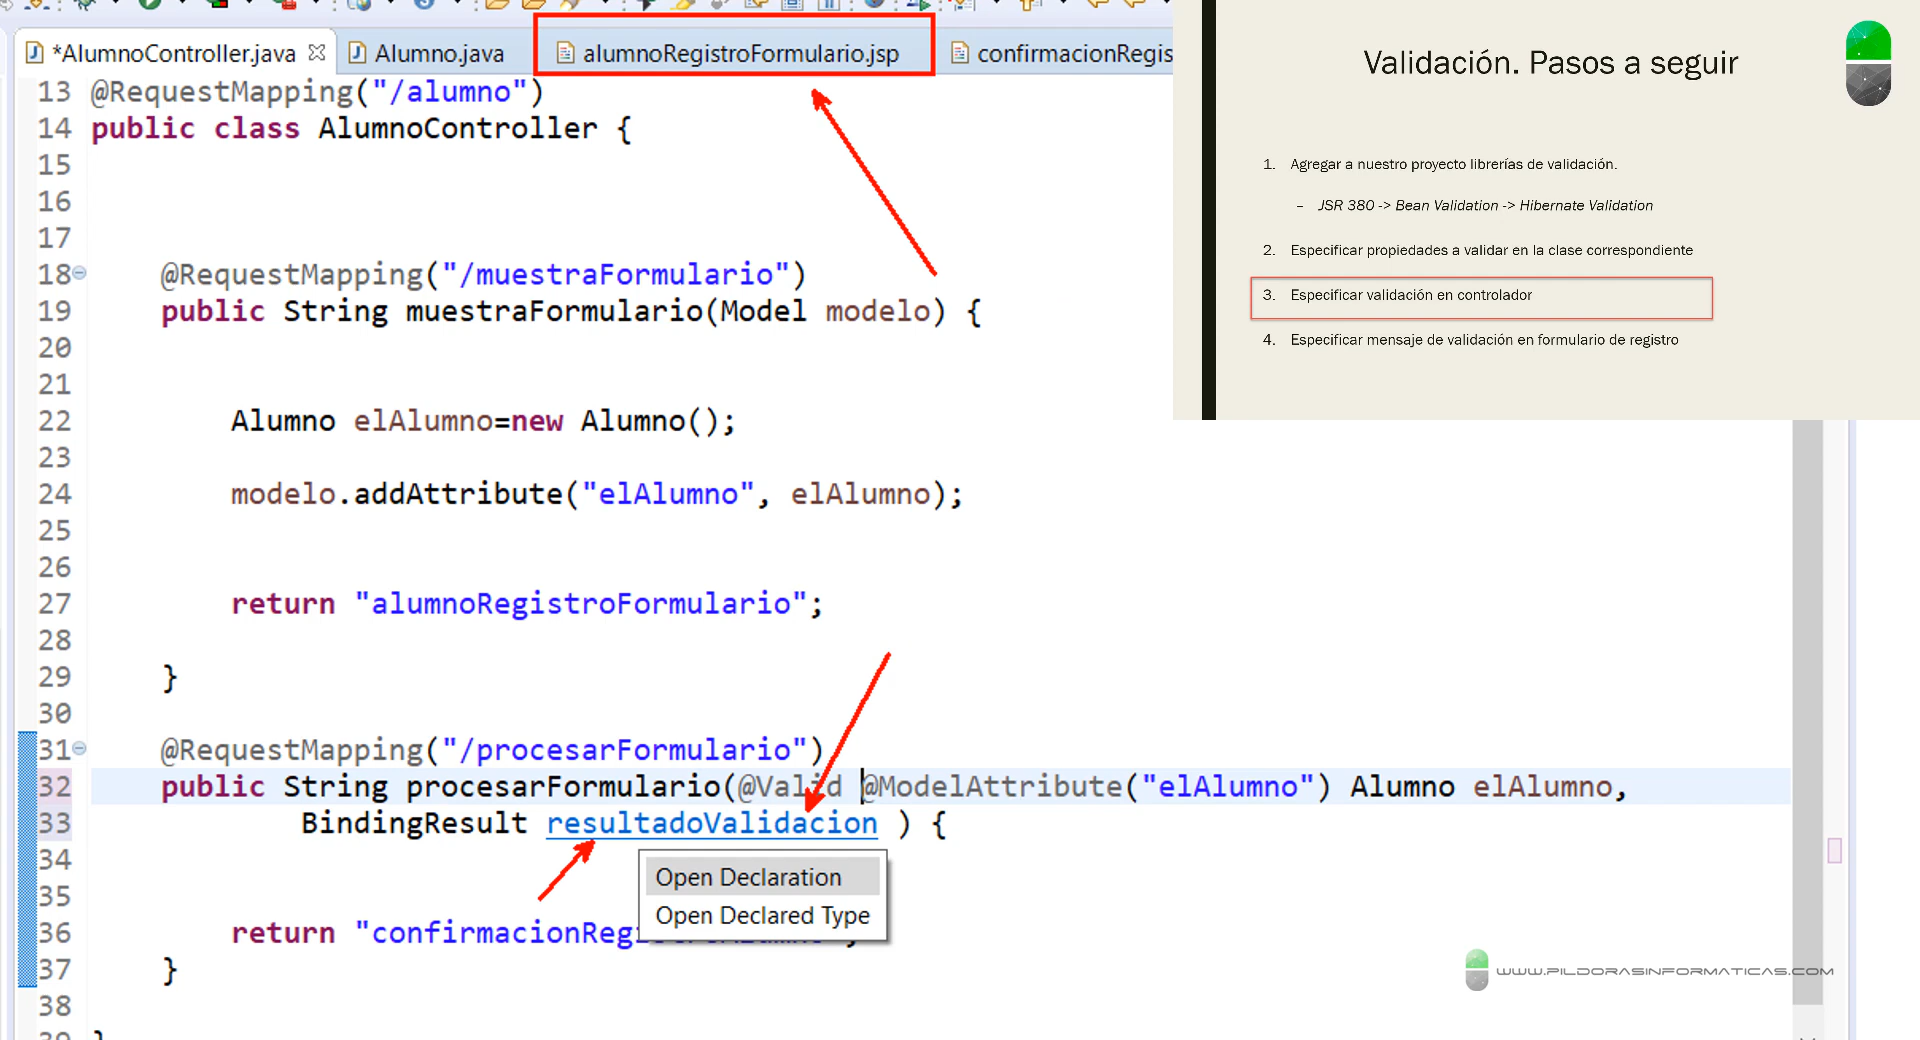 *AlumnoController.java
Alumno.java
alumnoRegistroFormulario.jsp
confirmacionRegis
13 @RequestMapping("/alumno")
14 public class AlumnoController {
15
16
17
18 @RequestMapping("/muestraFormulario")
19 public String muestraFormulario(Model modelo) {
20
21
22 Alumno elAlumno=new Alumno();
23
24 modelo.addAttribute("elAlumno", elAlumno);
25
26
27 return "alumnoRegistroFormulario";
28
29 }
30
31 @RequestMapping("/procesarFormulario")
32 public String procesarFormulario(@Valid @ModelAttribute("elAlumno") Alumno elAlumno,
33 BindingResult resultadoValidacion ) {
34
35
36 return "confirmacionReg
37 }
38
39 }
Open Declaration
Open Declared Type
Validación. Pasos a seguir
1. Agregar a nuestro proyecto librerías de validación.
– JSR 380 -> Bean Validation -> Hibernate Validation
2. Especificar propiedades a validar en la clase correspondiente
3. Especificar validación en controlador
4. Especificar mensaje de validación en formulario de registro
WWW.PILDORASINFORMATICAS.COM